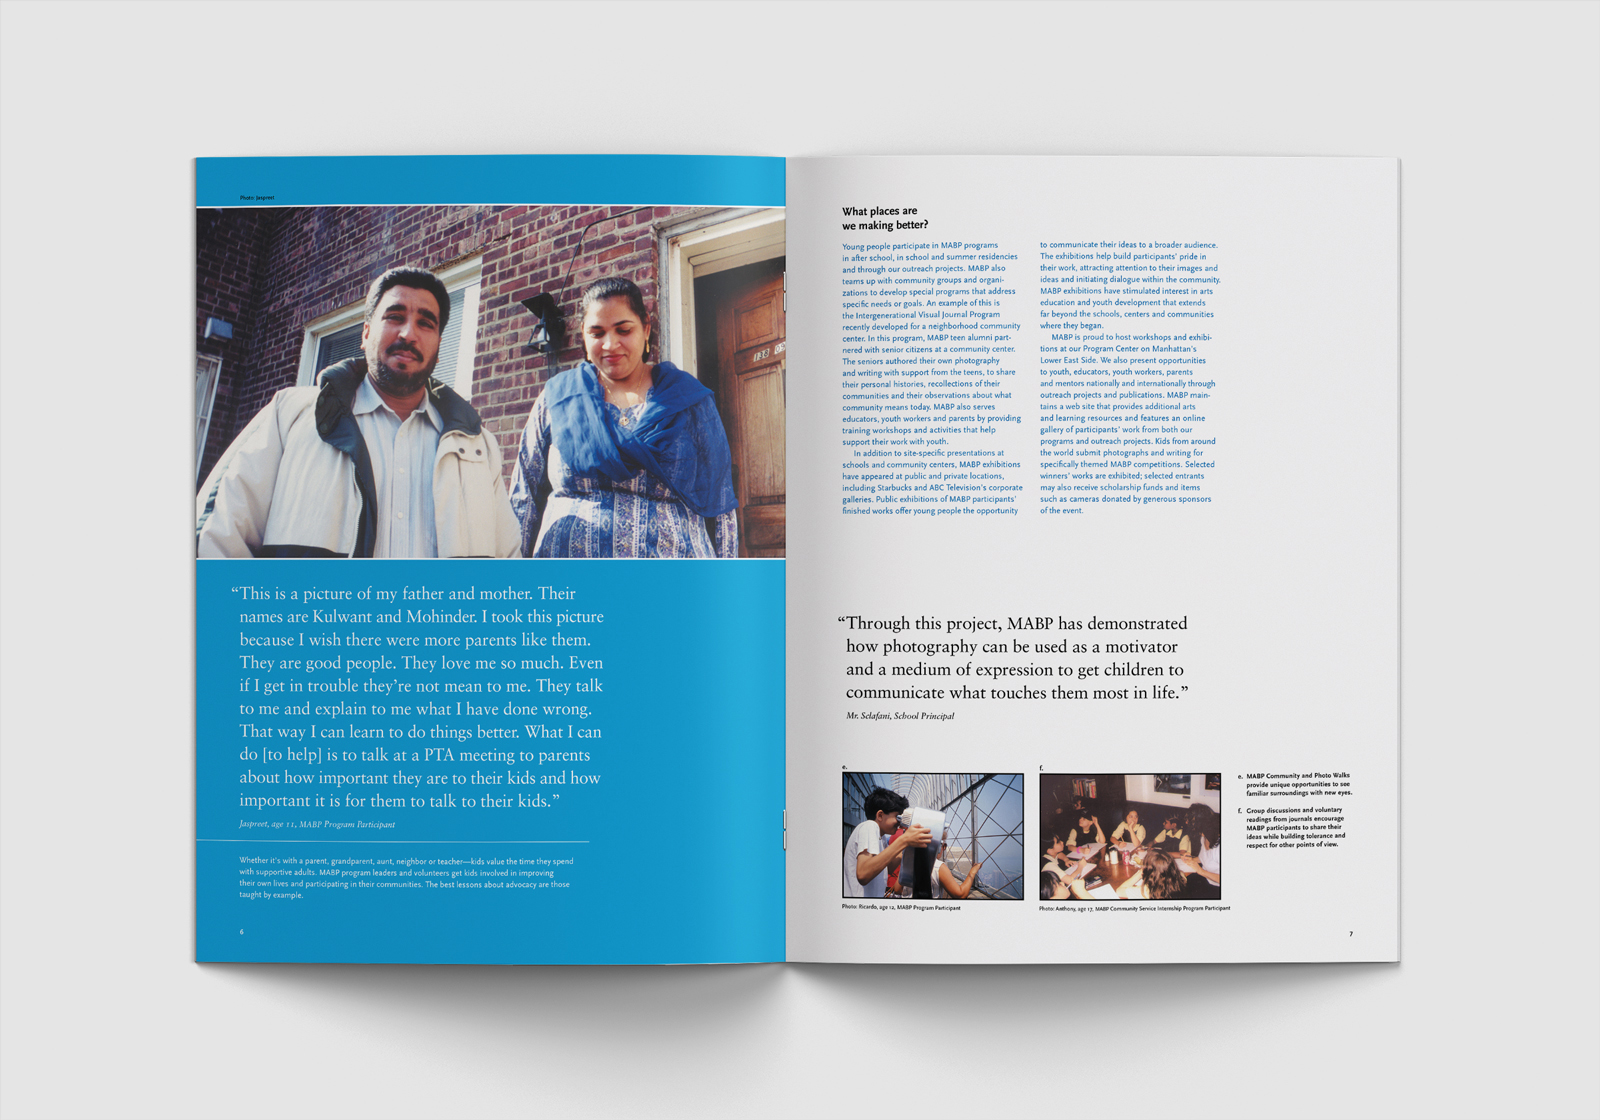 Photo: Jaspreet
138 0
“This is a picture of my father and mother. Their
names are Kulwant and Mohinder. I took this picture
because I wish there were more parents like them.
They are good people. They love me so much. Even
if I get in trouble they’re not mean to me. They talk
to me and explain to me what I have done wrong.
That way I can learn to do things better. What I can
do [to help] is to talk at a PTA meeting to parents
about how important they are to their kids and how
important it is for them to talk to their kids.”
Jaspreet, age 11, MABP Program Participant
Whether it’s with a parent, grandparent, aunt, neighbor or teacher—kids value the time they spend
with supportive adults. MABP program leaders and volunteers get kids involved in improving
their own lives and participating in their communities. The best lessons about advocacy are those
taught by example.
6
What places are
we making better?
Young people participate in MABP programs
in after school, in school and summer residencies
and through our outreach projects. MABP also
teams up with community groups and organi-
zations to develop special programs that address
specific needs or goals. An example of this is
the Intergenerational Visual Journal Program
recently developed for a neighborhood community
center. In this program, MABP teen alumni part-
nered with senior citizens at a community center.
The seniors authored their own photography
and writing with support from the teens, to share
their personal histories, recollections of their
communities and their observations about what
community means today. MABP also serves
educators, youth workers and parents by providing
training workshops and activities that help
support their work with youth.
In addition to site-specific presentations at
schools and community centers, MABP exhibitions
have appeared at public and private locations,
including Starbucks and ABC Television’s corporate
galleries. Public exhibitions of MABP participants’
finished works offer young people the opportunity
to communicate their ideas to a broader audience.
The exhibitions help build participants’ pride in
their work, attracting attention to their images and
ideas and initiating dialogue within the community.
MABP exhibitions have stimulated interest in arts
education and youth development that extends
far beyond the schools, centers and communities
where they began.
MABP is proud to host workshops and exhibi-
tions at our Program Center on Manhattan’s
Lower East Side. We also present opportunities
to youth, educators, youth workers, parents
and mentors nationally and internationally through
outreach projects and publications. MABP main-
tains a web site that provides additional arts
and learning resources and features an online
gallery of participants’ work from both our
programs and outreach projects. Kids from around
the world submit photographs and writing for
specifically themed MABP competitions. Selected
winners’ works are exhibited; selected entrants
may also receive scholarship funds and items
such as cameras donated by generous sponsors
of the event.
“Through this project, MABP has demonstrated
how photography can be used as a motivator
and a medium of expression to get children to
communicate what touches them most in life.”
Mr. Sclafani, School Principal
e.
Photo: Ricardo, age 12, MABP Program Participant
f.
Photo: Anthony, age 17, MABP Community Service Internship Program Participant
e. MABP Community and Photo Walks
provide unique opportunities to see
familiar surroundings with new eyes.
f. Group discussions and voluntary
readings from journals encourage
MABP participants to share their
ideas while building tolerance and
respect for other points of view.
7